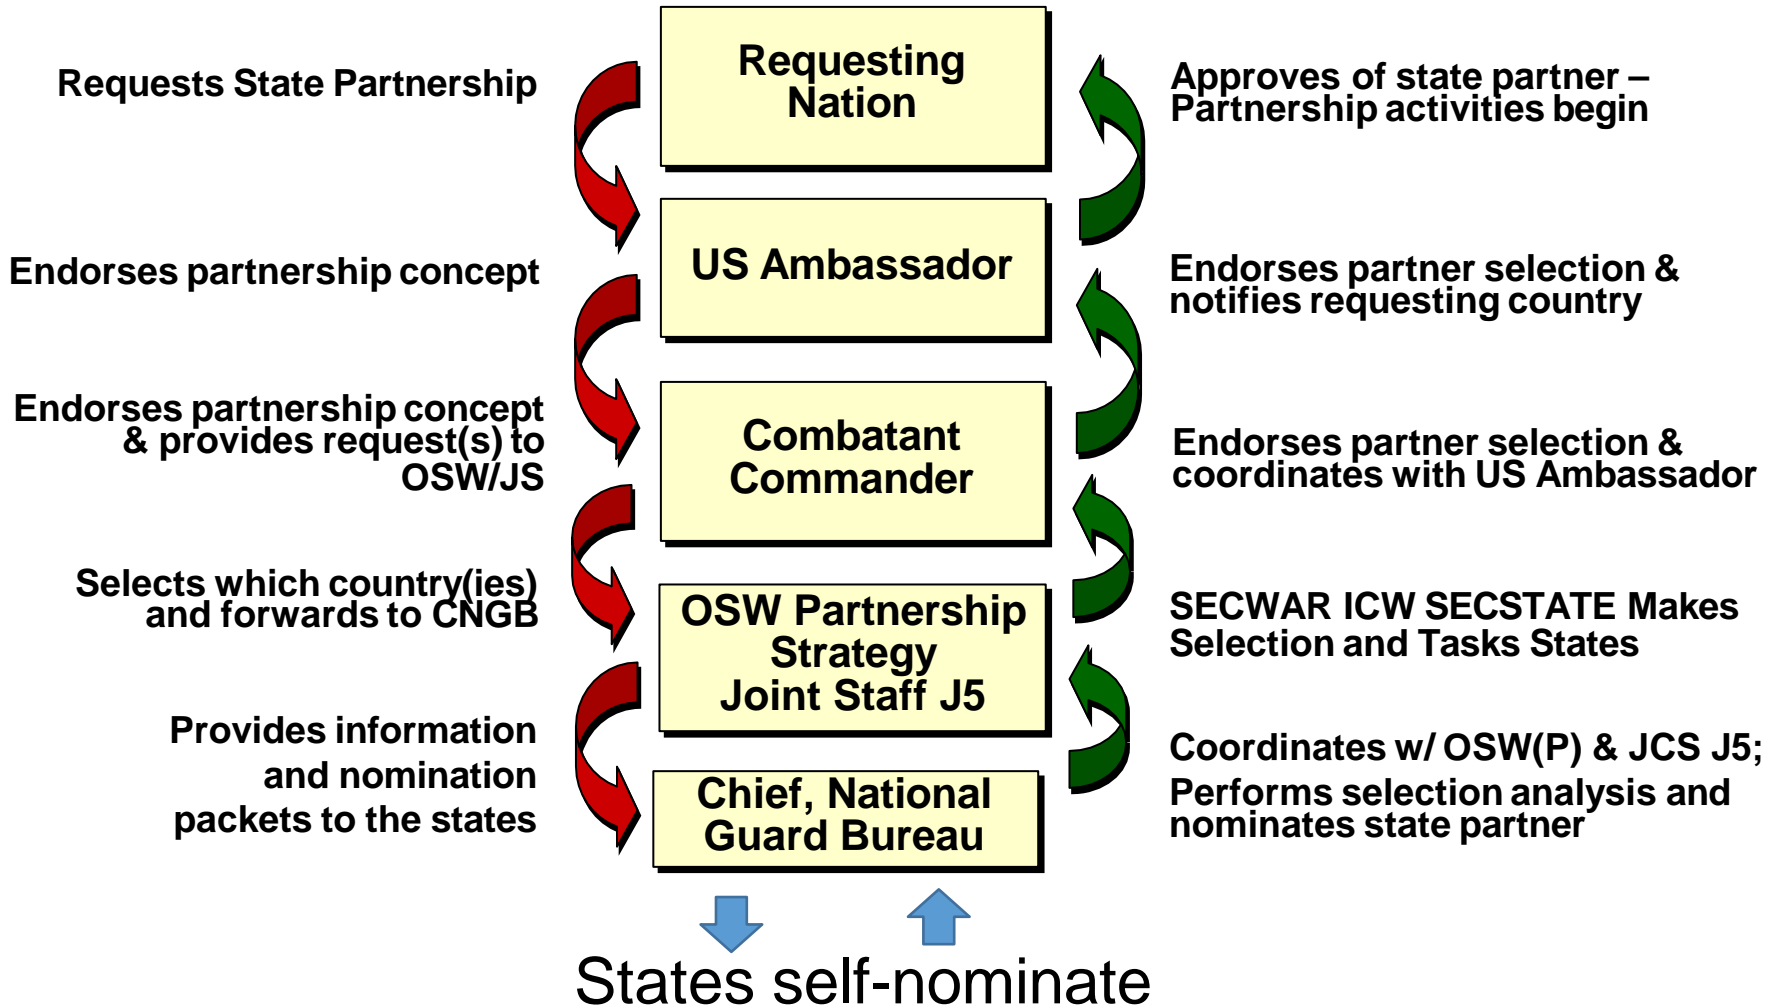 Requests State Partnership
Requesting
Nation
Approves of state partner –
Partnership activities begin
Endorses partnership concept
US Ambassador
Endorses partner selection &
notifies requesting country
Endorses partnership concept
& provides request(s) to
OSW/JS
Combatant
Commander
Endorses partner selection &
coordinates with US Ambassador
Selects which country(ies)
and forwards to CNGB
OSW Partnership
Strategy
Joint Staff J5
SECWAR ICW SECSTATE Makes
Selection and Tasks States
Provides information
and nomination
packets to the states
Chief, National
Guard Bureau
Coordinates w/ OSW(P) & JCS J5;
Performs selection analysis and
nominates state partner
States self-nominate